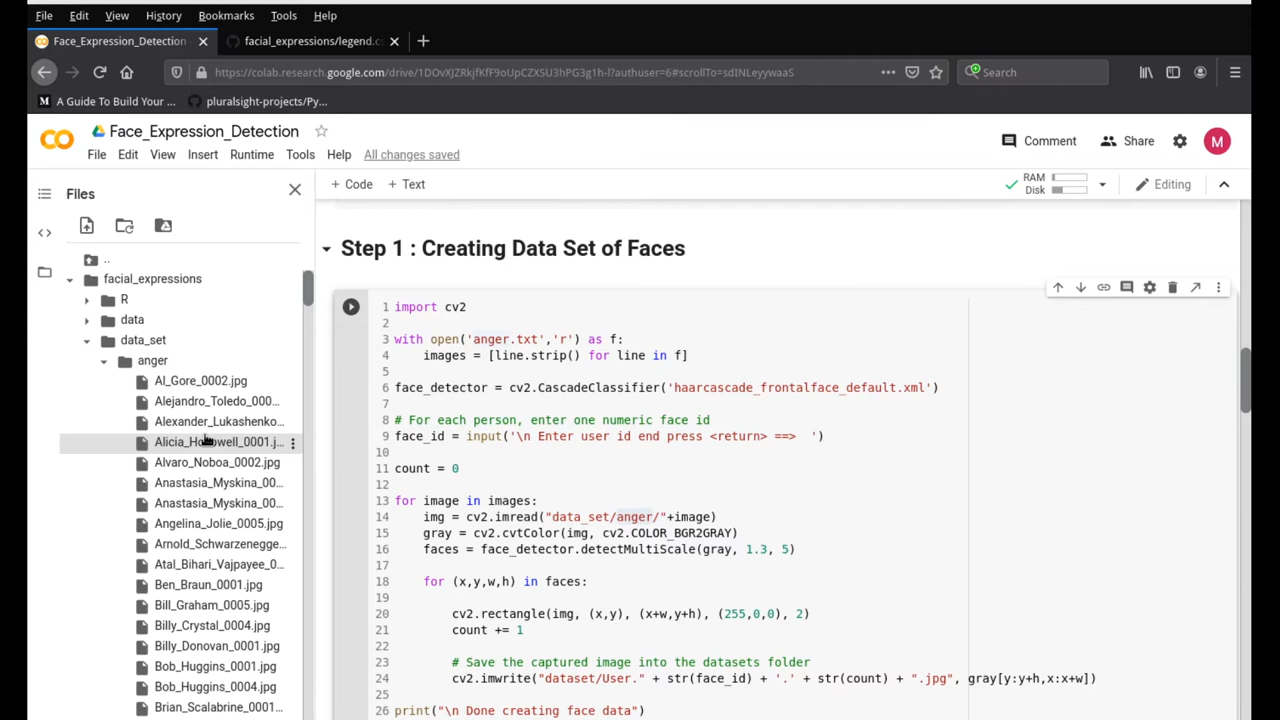 File Edit View History Bookmarks Tools Help
Face_Expression_Detection facial_expressions/legend.c
https://colab.research.google.com/drive/1DOvXJZRkjfKfF9oUpCZXSU3hPG3g1h-l?authuser=6#scrollTo=sdINLeyywaaS Search
M A Guide To Build Your ... pluralsight-projects/Py...
Face_Expression_Detection
Comment Share M
File Edit View Insert Runtime Tools Help All changes saved
Files
+ Code + Text
RAM
Disk
Editing
..
facial_expressions
R
data
data_set
anger
Al_Gore_0002.jpg
Alejandro_Toledo_000...
Alexander_Lukashenko...
Alvaro_Noboa_0002.jpg
Anastasia_Myskina_00...
Anastasia_Myskina_00...
Angelina_Jolie_0005.jpg
Arnold_Schwarzenegge...
Atal_Bihari_Vajpayee_0...
Ben_Braun_0001.jpg
Bill_Graham_0005.jpg
Billy_Crystal_0004.jpg
Billy_Donovan_0001.jpg
Bob_Huggins_0001.jpg
Bob_Huggins_0004.jpg
Brian_Scalabrine_0001...
Step 1 : Creating Data Set of Faces
1 import cv2
2
3 with open('anger.txt','r') as f:
4     images = [line.strip() for line in f]
5
6 face_detector = cv2.CascadeClassifier('haarcascade_frontalface_default.xml')
7
8 # For each person, enter one numeric face id
9 face_id = input('\n Enter user id end press <return> ==>  ')
10
11 count = 0
12
13 for image in images:
14     img = cv2.imread("data_set/anger/"+image)
15     gray = cv2.cvtColor(img, cv2.COLOR_BGR2GRAY)
16     faces = face_detector.detectMultiScale(gray, 1.3, 5)
17
18     for (x,y,w,h) in faces:
19
20         cv2.rectangle(img, (x,y), (x+w,y+h), (255,0,0), 2)
21         count += 1
22
23         # Save the captured image into the datasets folder
24         cv2.imwrite("dataset/User." + str(face_id) + '.' + str(count) + ".jpg", gray[y:y+h,x:x+w])
25
26 print("\n Done creating face data")